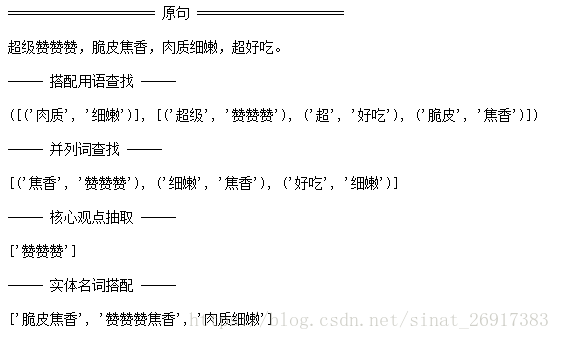 ==================== 原句 ====================
超级赞赞赞，脆皮焦香，肉质细嫩，超好吃。
—— 搭配用语查找 ——
([('肉质', '细嫩')], [('超级', '赞赞赞'), ('超', '好吃'), ('脆皮', '焦香')])
—— 并列词查找 ——
[('焦香', '赞赞赞'), ('细嫩', '焦香'), ('好吃', '细嫩')]
—— 核心观点抽取 ——
['赞赞赞']
—— 实体名词搭配 ——
['脆皮焦香', '赞赞赞焦香', '肉质细嫩']
https://blog.csdn.net/sinat_26917383